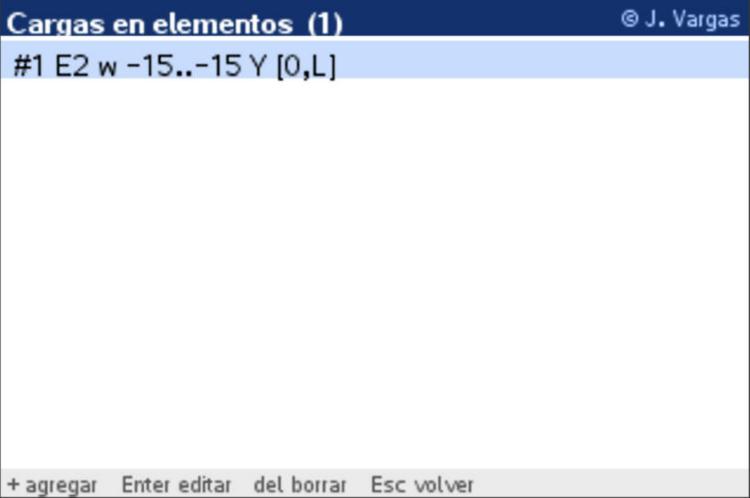 Cargas en elementos (1)
© J. Vargas
#1 E2 w -15..-15 Y [0,L]
+ agregar Enter editar del borrar Esc volver